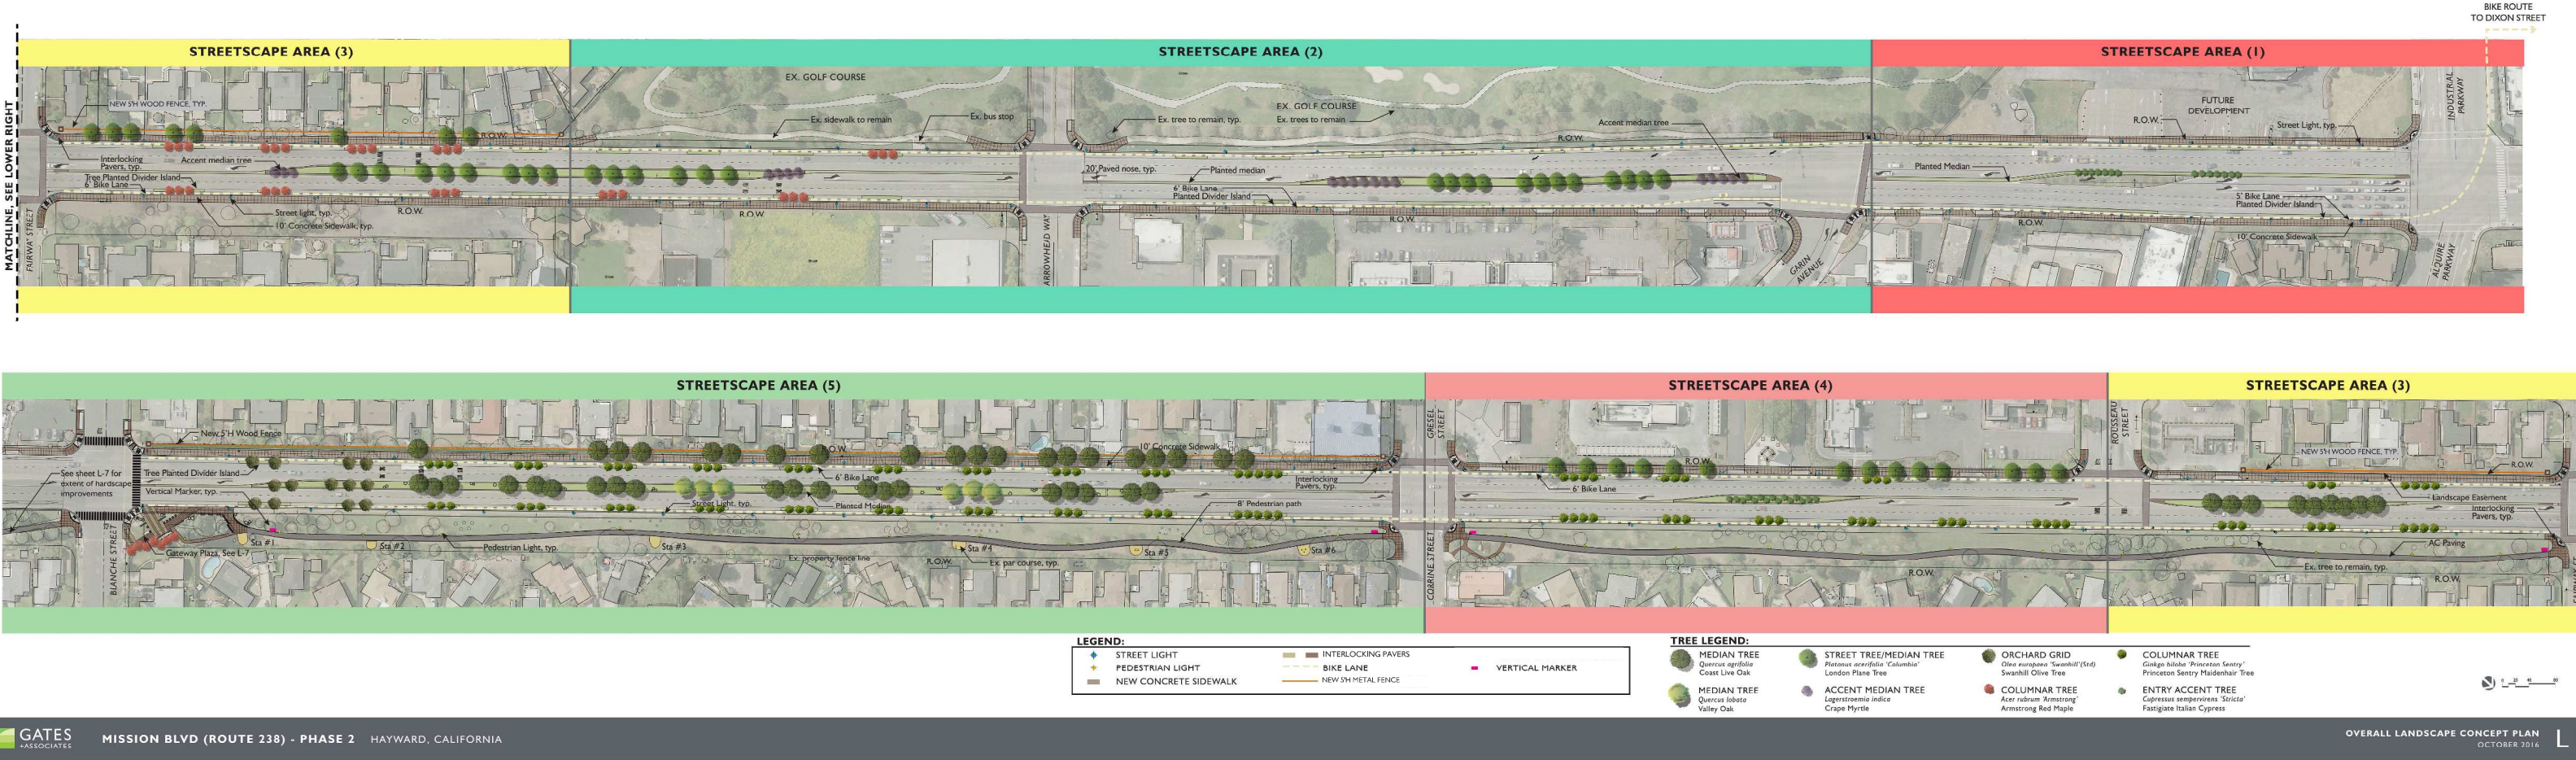 BIKE ROUTE
TO DIXON STREET
STREETSCAPE AREA (3)
STREETSCAPE AREA (2)
STREETSCAPE AREA (1)
MATCHLINE, SEE LOWER RIGHT
NEW 5'H WOOD FENCE, TYP.
R.O.W.
Interlocking
Pavers, typ.
Accent median tree
Tree Planted Divider Island
6' Bike Lane
Street light, typ.
10' Concrete Sidewalk, typ.
R.O.W.
EX. GOLF COURSE
Ex. sidewalk to remain
Ex. bus stop
R.O.W.
ARROWHEAD WAY
EX. GOLF COURSE
Ex. tree to remain, typ.
Ex. trees to remain
Accent median tree
R.O.W.
20' Paved nose, typ.
Planted median
6' Bike Lane
Planted Divider Island
R.O.W.
GARIN
AVENUE
FUTURE
DEVELOPMENT
R.O.W.
Street Light, typ.
INDUSTRIAL
PARKWAY
Planted Median
5' Bike Lane
Planted Divider Island
R.O.W.
10' Concrete Sidewalk
ALQUIRE
PARKWAY
STREETSCAPE AREA (5)
STREETSCAPE AREA (4)
STREETSCAPE AREA (3)
New 5'H Wood Fence
See sheet L-7 for
extent of hardscape
improvements
Tree Planted Divider Island
Vertical Marker, typ.
BLANCHE STREET
Gateway Plaza, See L-7
Sta #1
Sta #2
Pedestrian Light, typ.
Sta #3
Street Light, typ.
Ex. property fence line
R.O.W.
6' Bike Lane
Planted Median
R.O.W.
Sta #4
Ex. par course, typ.
10' Concrete Sidewalk
8' Pedestrian path
Sta #5
Sta #6
Interlocking
Pavers, typ.
GRESEL
STREET
CORRINE STREET
R.O.W.
6' Bike Lane
R.O.W.
ROUSSEAU
STREET
NEW 5'H WOOD FENCE, TYP.
R.O.W.
Landscape Easement
Interlocking
Pavers, typ.
AC Paving
Ex. tree to remain, typ.
R.O.W.
LEGEND:
STREET LIGHT
PEDESTRIAN LIGHT
NEW CONCRETE SIDEWALK
INTERLOCKING PAVERS
BIKE LANE
NEW 5'H METAL FENCE
VERTICAL MARKER
TREE LEGEND:
MEDIAN TREE
Quercus agrifolia
Coast Live Oak
STREET TREE/MEDIAN TREE
Platanus acerifolia 'Columbia'
London Plane Tree
ORCHARD GRID
Olea europaea 'Swanhill'(Std)
Swanhill Olive Tree
COLUMNAR TREE
Ginkgo biloba 'Princeton Sentry'
Princeton Sentry Maidenhair Tree
MEDIAN TREE
Quercus lobata
Valley Oak
ACCENT MEDIAN TREE
Lagerstroemia indica
Crape Myrtle
COLUMNAR TREE
Acer rubrum 'Armstrong'
Armstrong Red Maple
ENTRY ACCENT TREE
Cupressus sempervirens 'Stricta'
Fastigiate Italian Cypress
GATES
+ASSOCIATES
MISSION BLVD (ROUTE 238) - PHASE 2 HAYWARD, CALIFORNIA
OVERALL LANDSCAPE CONCEPT PLAN
OCTOBER 2016
L